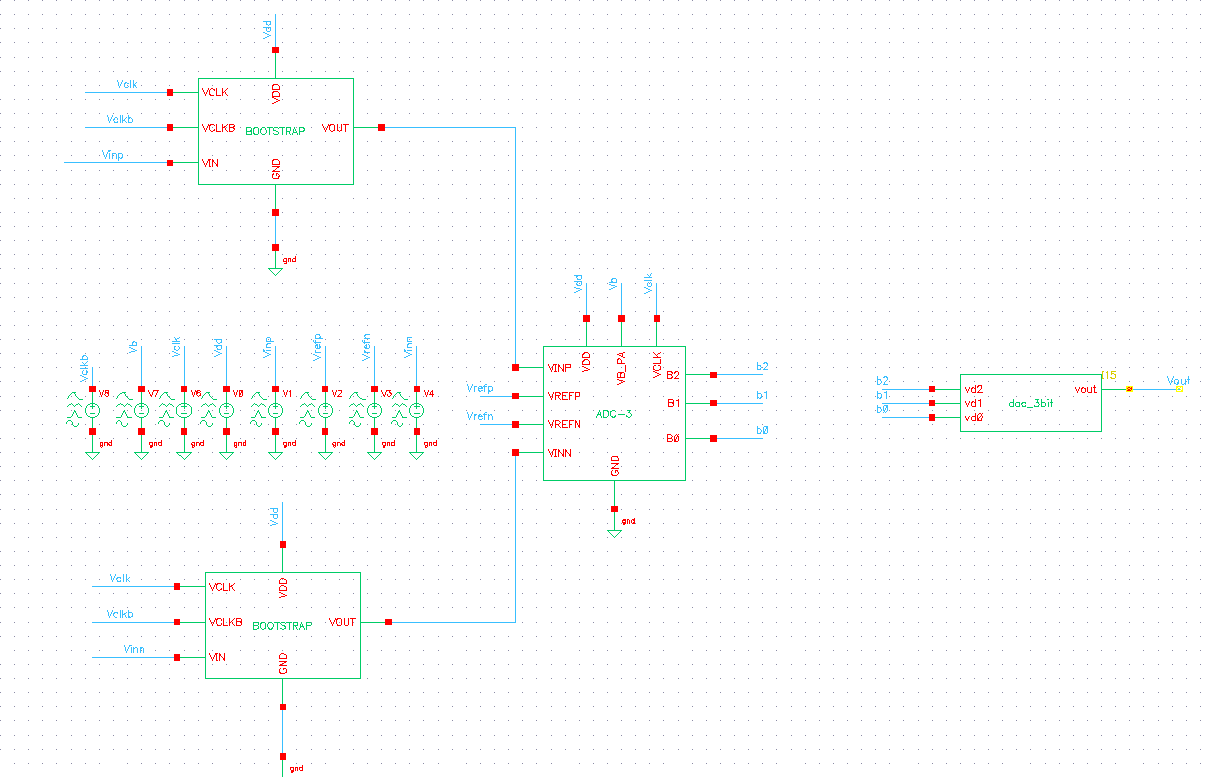 Vdd
Vclk
VCLK
VDD
Vclkb
VCLKB
BOOTSTRAP
VOUT
Vinp
VIN
GND
gnd
Vdd
Vb
Vclk
VDD
VB_PA
VCLK
VINP
B2
b2
Vrefp
VREFP
ADC-3
B1
b1
Vrefn
VREFN
B0
b0
VINN
GND
gnd
Vclkb
Vb
Vclk
Vdd
Vinp
Vrefp
Vrefn
Vinn
V8
V7
V6
V0
V1
V2
V3
V4
gnd
gnd
gnd
gnd
gnd
gnd
gnd
gnd
I15
b2
vd2
vout
Vout
b1
vd1
dac_3bit
b0
vd0
Vdd
Vclk
VCLK
VDD
Vclkb
VCLKB
BOOTSTRAP
VOUT
Vinn
VIN
GND
gnd